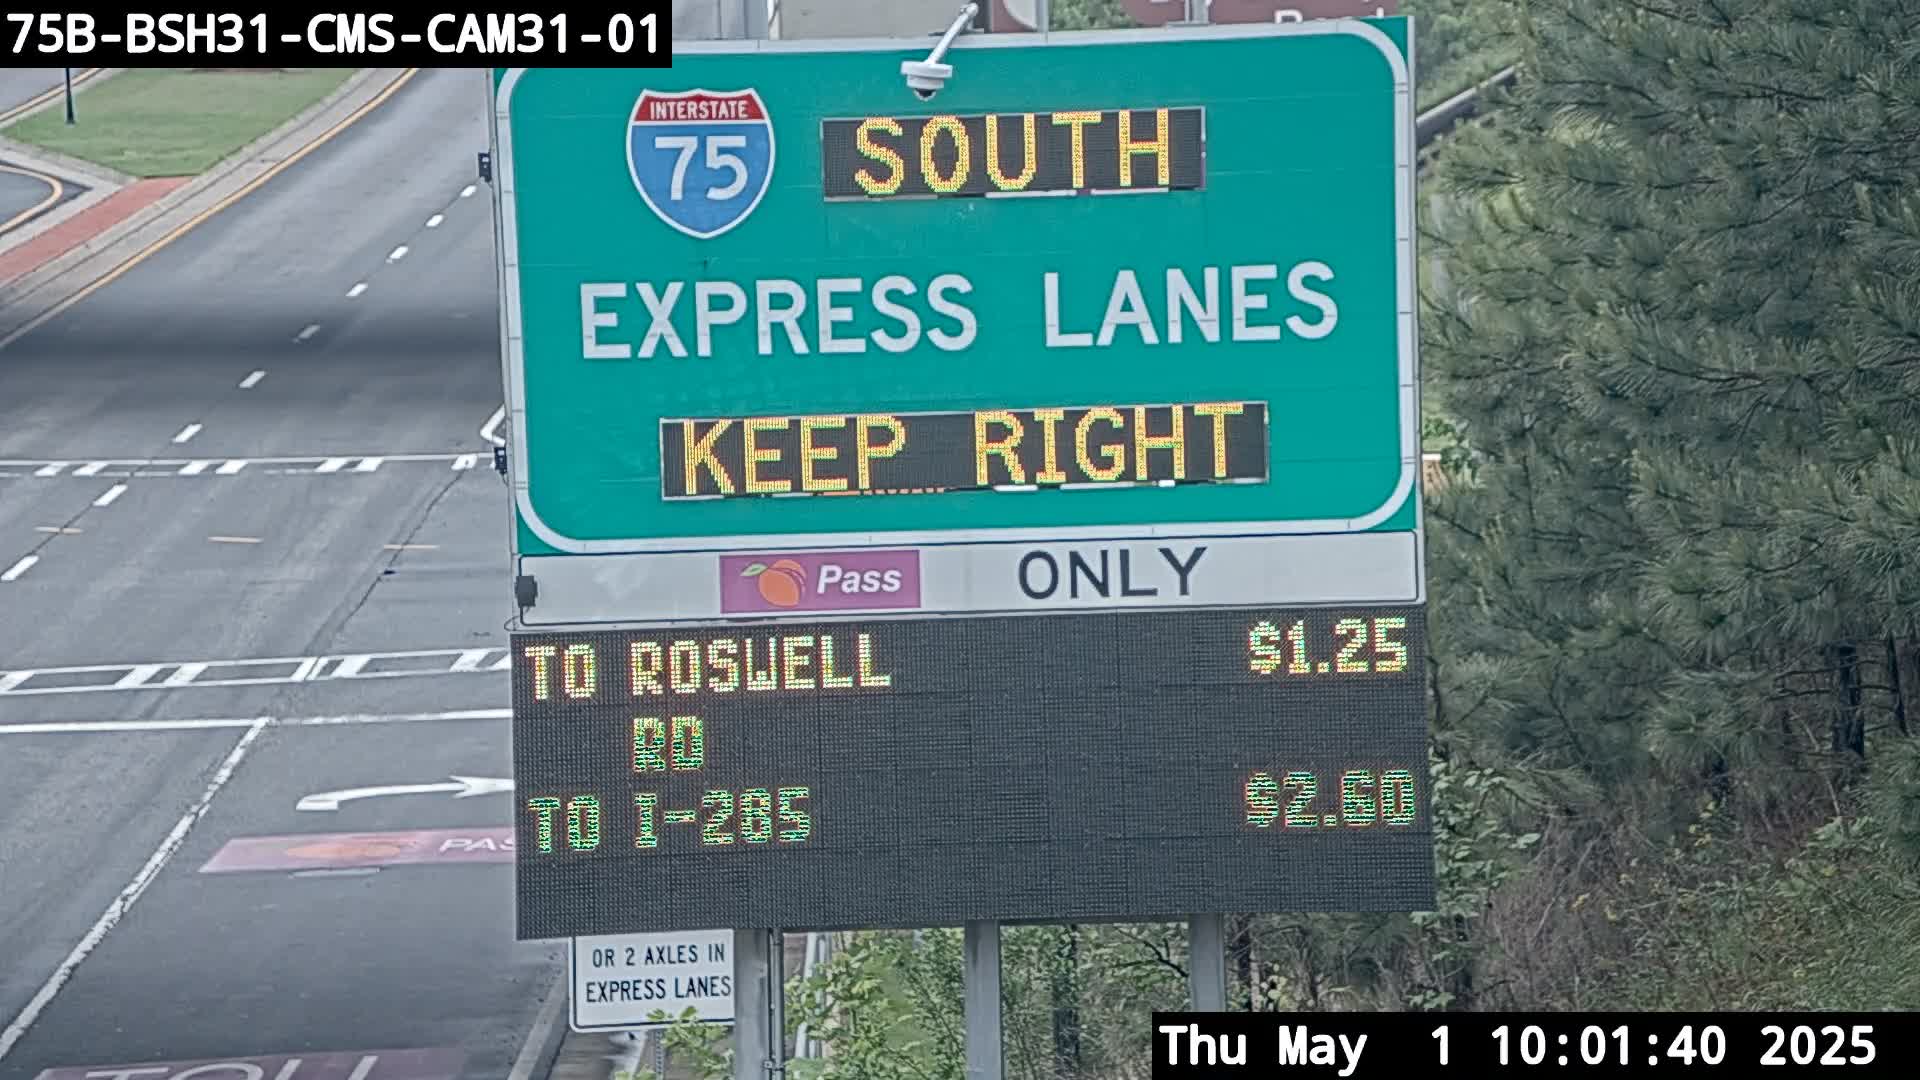 75B-BSH31-CMS-CAM31-01
INTERSTATE
75
SOUTH
EXPRESS LANES
KEEP RIGHT
Pass ONLY
TO ROSWELL $1.25
RD
TO I-285 $2.60
OR 2 AXLES IN
EXPRESS LANES
TOLL
Thu May 1 10:01:40 2025